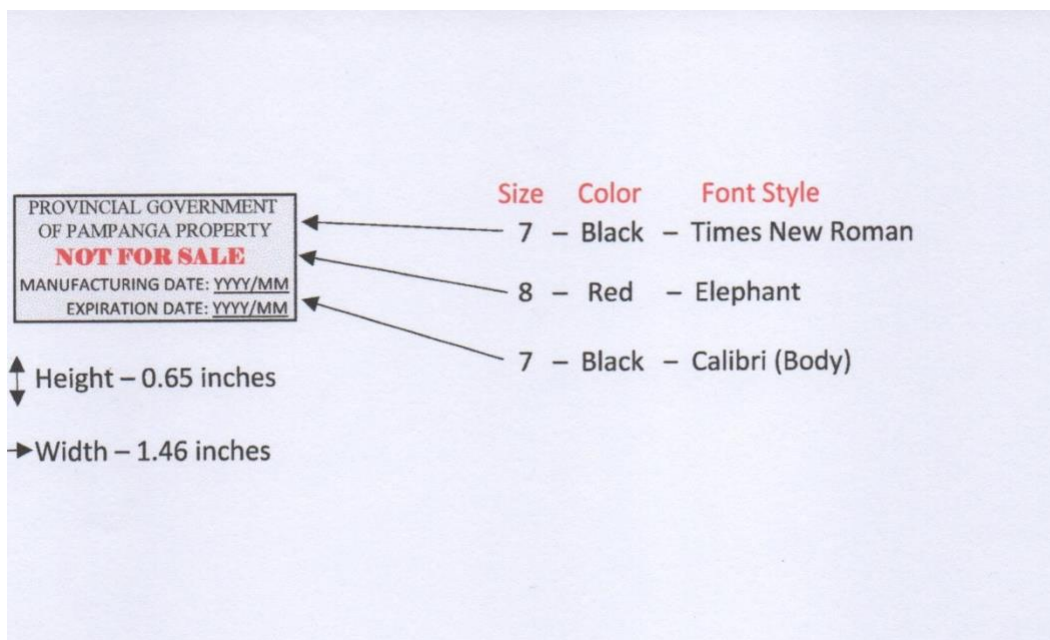 PROVINCIAL GOVERNMENT
OF PAMPANGA PROPERTY
NOT FOR SALE
MANUFACTURING DATE: YYYY/MM
EXPIRATION DATE: YYYY/MM
Height – 0.65 inches
Width – 1.46 inches
Size Color Font Style
7 – Black – Times New Roman
8 – Red – Elephant
7 – Black – Calibri (Body)